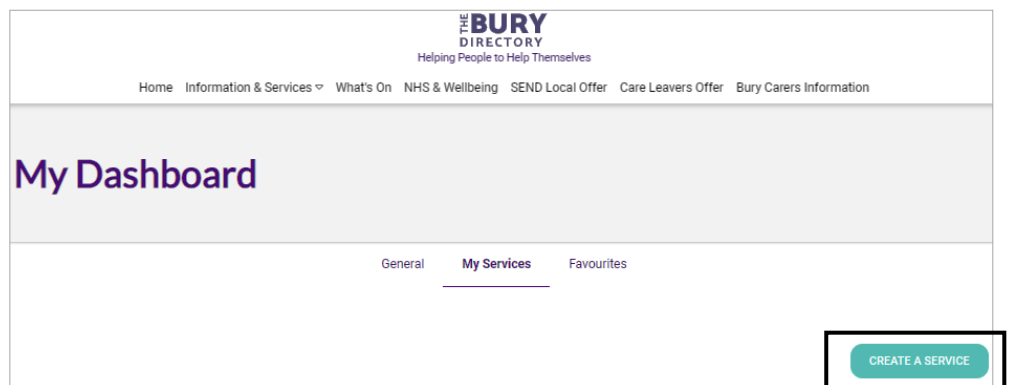 THE BURY
DIRECTORY
Helping People to Help Themselves
Home Information & Services What's On NHS & Wellbeing SEND Local Offer Care Leavers Offer Bury Carers Information
My Dashboard
General My Services Favourites
CREATE A SERVICE